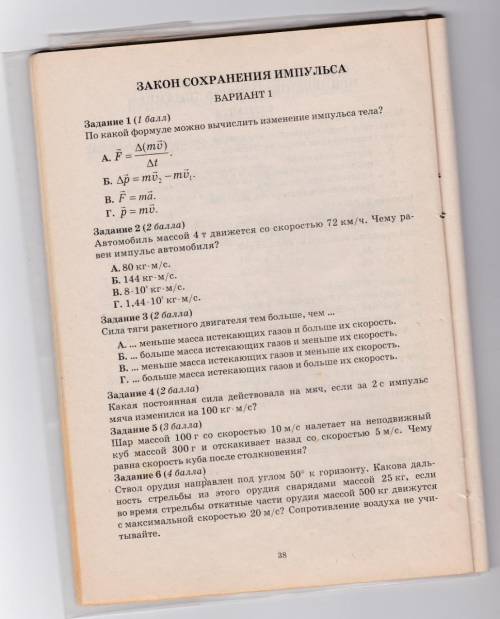 ЗАКОН СОХРАНЕНИЯ ИМПУЛЬСА
ВАРИАНТ 1
Задание 1 (1 балл)
По какой формуле можно вычислить изменение импульса тела?
А. F⃗ = Δ(mv⃗)/Δt.
Б. Δp⃗ = mv⃗₂ − mv⃗₁.
В. F⃗ = ma⃗.
Г. p⃗ = mv⃗.
Задание 2 (2 балла)
Автомобиль массой 4 т движется со скоростью 72 км/ч. Чему ра-
вен импульс автомобиля?
А. 80 кг·м/с.
Б. 144 кг·м/с.
В. 8·10⁴ кг·м/с.
Г. 1,44·10⁴ кг·м/с.
Задание 3 (2 балла)
Сила тяги ракетного двигателя тем больше, чем ...
А. ... меньше масса истекающих газов и больше их скорость.
Б. ... больше масса истекающих газов и меньше их скорость.
В. ... меньше масса истекающих газов и меньше их скорость.
Г. ... больше масса истекающих газов и больше их скорость.
Задание 4 (2 балла)
Какая постоянная сила действовала на мяч, если за 2 с импульс
мяча изменился на 100 кг·м/с?
Задание 5 (3 балла)
Шар массой 100 г со скоростью 10 м/с налетает на неподвижный
куб массой 300 г и отскакивает назад со скоростью 5 м/с. Чему
равна скорость куба после столкновения?
Задание 6 (4 балла)
Ствол орудия направлен под углом 50° к горизонту. Какова даль-
ность стрельбы из этого орудия снарядами массой 25 кг, если
во время стрельбы откатные части орудия массой 500 кг движутся
с максимальной скоростью 20 м/с? Сопротивление воздуха не учи-
тывайте.
38